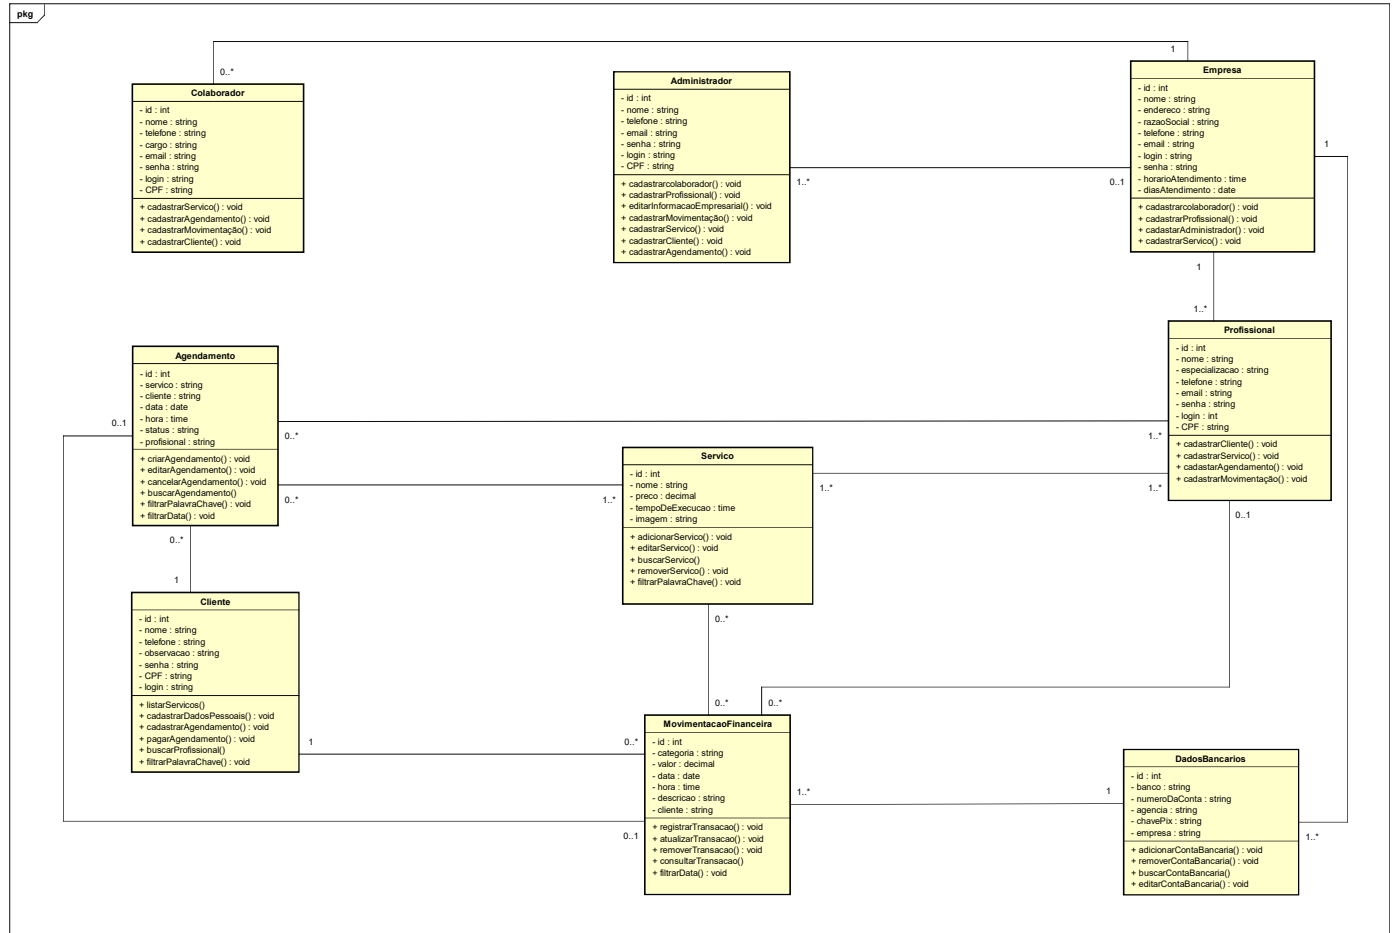 pkg
1
0..*
Colaborador
- id : int
- nome : string
- telefone : string
- cargo : string
- email : string
- senha : string
- login : string
- CPF : string
+ cadastrarServico() : void
+ cadastrarAgendamento() : void
+ cadastrarMovimentação() : void
+ cadastrarCliente() : void
Administrador
- id : int
- nome : string
- telefone : string
- email : string
- senha : string
- login : string
- CPF : string
+ cadastrarcolaborador() : void
+ cadastrarProfissional() : void
+ editarInformacaoEmpresarial() : void
+ cadastrarMovimentação() : void
+ cadastrarServico() : void
+ cadastrarCliente() : void
+ cadastrarAgendamento() : void
1..*
0..1
Empresa
- id : int
- nome : string
- endereco : string
- razaoSocial : string
- telefone : string
- email : string
- login : string
- senha : string
- horarioAtendimento : time
- diasAtendimento : date
+ cadastrarcolaborador() : void
+ cadastrarProfissional() : void
+ cadastarAdministrador() : void
+ cadastrarServico() : void
1
1
1..*
Profissional
- id : int
- nome : string
- especializacao : string
- telefone : string
- email : string
- senha : string
- login : int
- CPF : string
+ cadastrarCliente() : void
+ cadastrarServico() : void
+ cadastarAgendamento() : void
+ cadastrarMovimentação() : void
Agendamento
- id : int
- servico : string
- cliente : string
- data : date
- hora : time
- status : string
- profisional : string
+ criarAgendamento() : void
+ editarAgendamento() : void
+ cancelarAgendamento() : void
+ buscarAgendamento()
+ filtrarPalavraChave() : void
+ filtrarData() : void
0..1
0..*
1..*
0..*
1..*
Servico
- id : int
- nome : string
- preco : decimal
- tempoDeExecucao : time
- imagem : string
+ adicionarServico() : void
+ editarServico() : void
+ buscarServico()
+ removerServico() : void
+ filtrarPalavraChave() : void
1..*
1..*
0..1
0..*
1
Cliente
- id : int
- nome : string
- telefone : string
- observacao : string
- senha : string
- CPF : string
- login : string
+ listarServicos()
+ cadastrarDadosPessoais() : void
+ cadastrarAgendamento() : void
+ pagarAgendamento() : void
+ buscarProfissional()
+ filtrarPalavraChave() : void
0..*
0..*
0..*
1
0..*
MovimentacaoFinanceira
- id : int
- categoria : string
- valor : decimal
- data : date
- hora : time
- descricao : string
- cliente : string
+ registrarTransacao() : void
+ atualizarTransacao() : void
+ removerTransacao() : void
+ consultarTransacao()
+ filtrarData() : void
0..1
1..*
1
DadosBancarios
- id : int
- banco : string
- numeroDaConta : string
- agencia : string
- chavePix : string
- empresa : string
+ adicionarContaBancaria() : void
+ removerContaBancaria() : void
+ buscarContaBancaria()
+ editarContaBancaria() : void
1..*